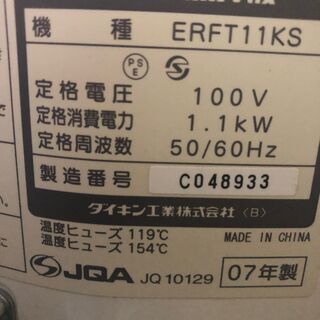 機種 ERFT11KS
PS
E
定格電圧 100V
定格消費電力 1.1kW
定格周波数 50/60Hz
製造番号 C048933
ダイキン工業株式会社〈B〉
温度ヒューズ 119℃
温度ヒューズ 154℃
MADE IN CHINA
JQA JQ10129 07年製